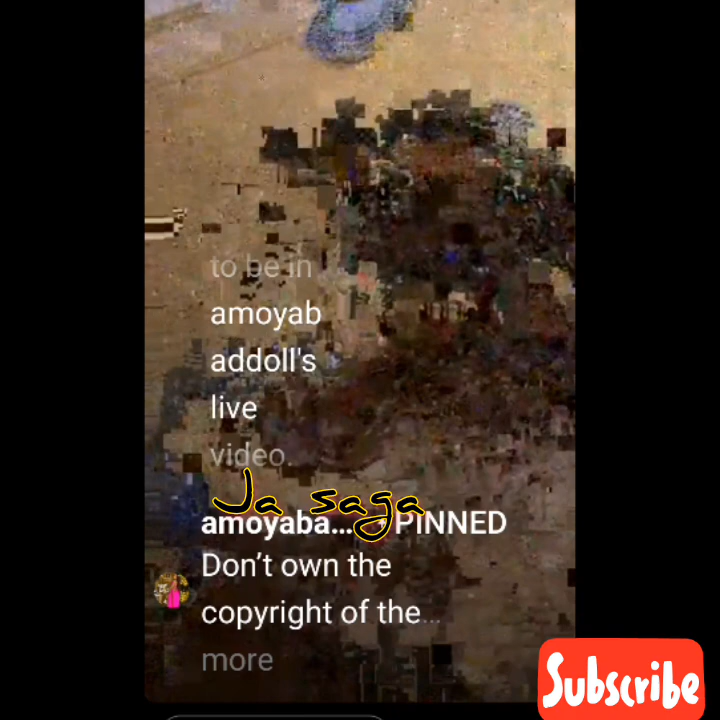 to be in
amoyab
addoll's
live
video.
Ja saga
amoyaba... • PINNED
Don’t own the
copyright of the...
more
Subscribe